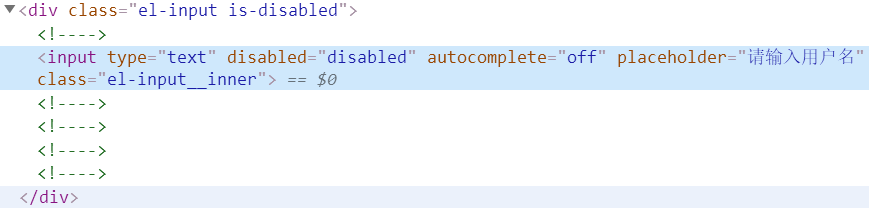 ▼<div class="el-input is-disabled">
<!---->
<input type="text" disabled="disabled" autocomplete="off" placeholder="请输入用户名"
class="el-input__inner"> == $0
<!---->
<!---->
<!---->
<!---->
</div>